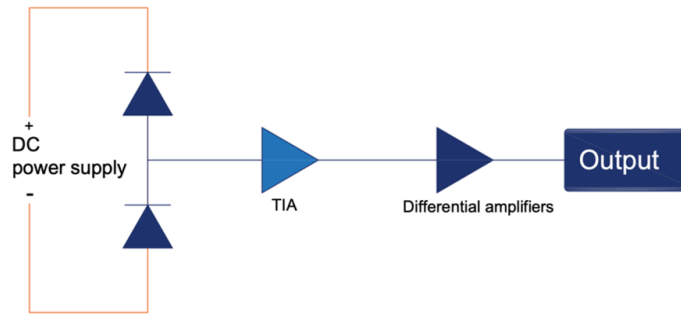 +
DC
power supply
-
TIA
Differential amplifiers
Output